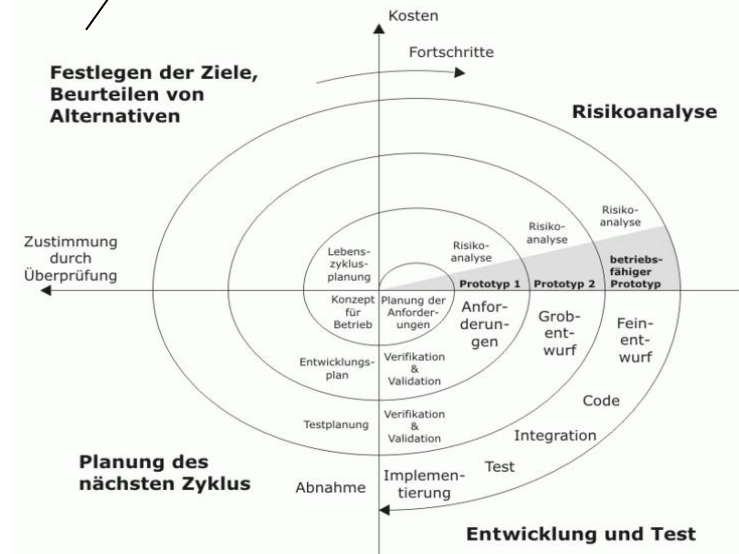 Kosten
Fortschritte
Festlegen der Ziele,
Beurteilen von
Alternativen
Risikoanalyse
Zustimmung
durch
Überprüfung
Lebens-
zyklus-
planung
Risiko-
analyse
Risiko-
analyse
Risiko-
analyse
Prototyp 1
Prototyp 2
betriebs-
fähiger
Prototyp
Konzept
für
Betrieb
Planung der
Anforder-
ungen
Anfor-
derun-
gen
Grob-
ent-
wurf
Fein-
ent-
wurf
Entwicklungs-
plan
Verifikation
&
Validation
Code
Testplanung
Verifikation
&
Validation
Integration
Test
Planung des
nächsten Zyklus
Abnahme
Implemen-
tierung
Entwicklung und Test